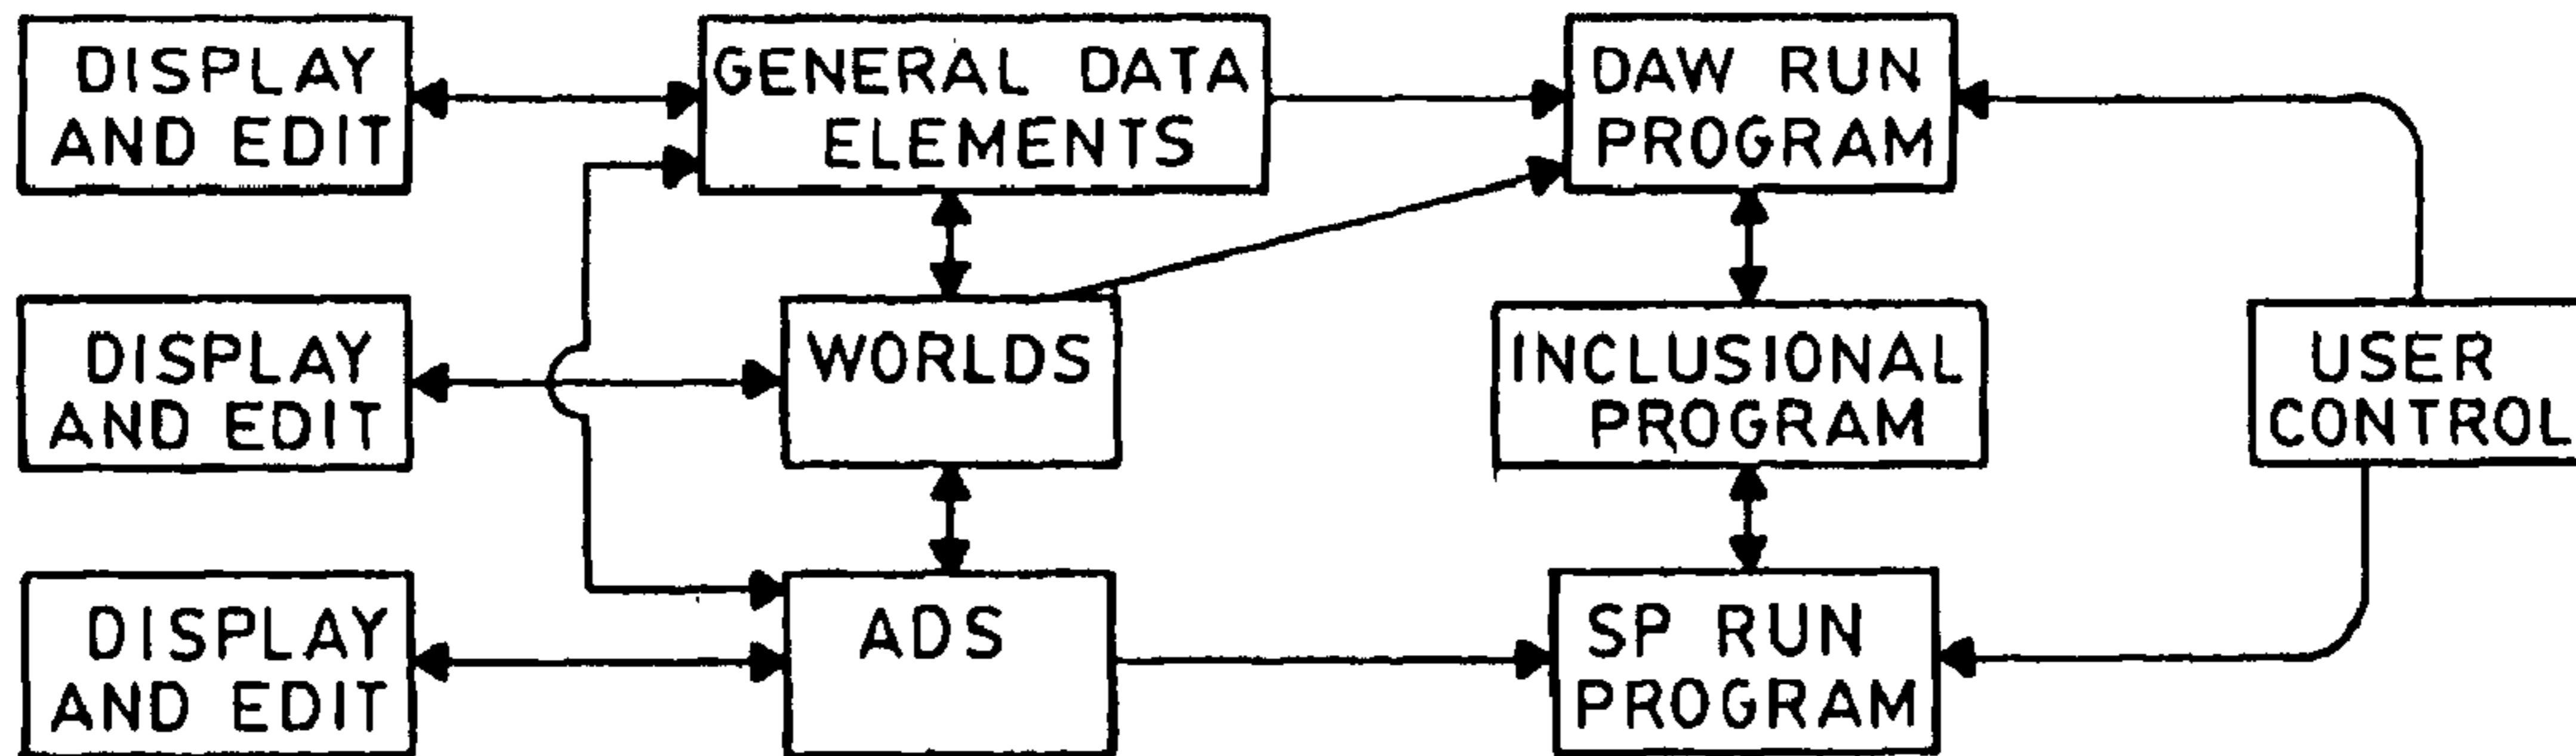 DISPLAY
AND EDIT
GENERAL DATA
ELEMENTS
DAW RUN
PROGRAM
DISPLAY
AND EDIT
WORLDS
INCLUSIONAL
PROGRAM
USER
CONTROL
DISPLAY
AND EDIT
ADS
SP RUN
PROGRAM